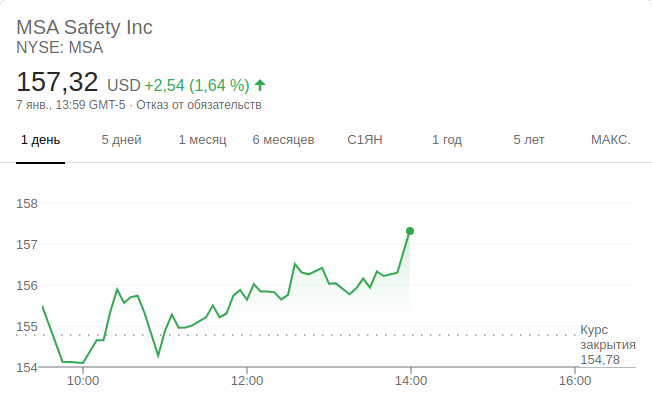 MSA Safety Inc
NYSE: MSA
157,32 USD +2,54 (1,64 %)
7 янв., 13:59 GMT-5 · Отказ от обязательств
1 день 5 дней 1 месяц 6 месяцев С1ЯН 1 год 5 лет МАКС.
158
157
156
155
154
Курс
закрытия
154,78
10:00 12:00 14:00 16:00